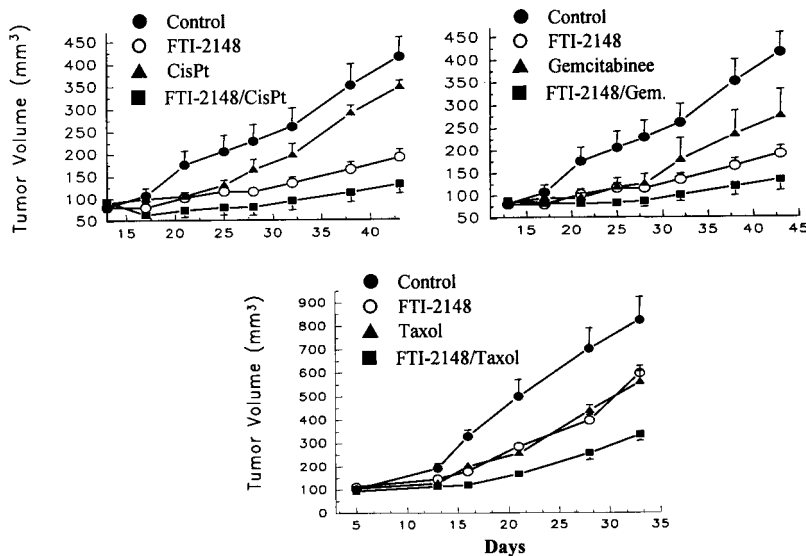 Control
FTI-2148
CisPt
FTI-2148/CisPt
Tumor Volume (mm³)
450
400
350
300
250
200
150
100
50
15 20 25 30 35 40
Control
FTI-2148
Gemcitabinee
FTI-2148/Gem.
450
400
350
300
250
200
150
100
50
15 20 25 30 35 40 45
Control
FTI-2148
Taxol
FTI-2148/Taxol
Tumor Volume (mm³)
900
800
700
600
500
400
300
200
100
0
5 10 15 20 25 30 35
Days